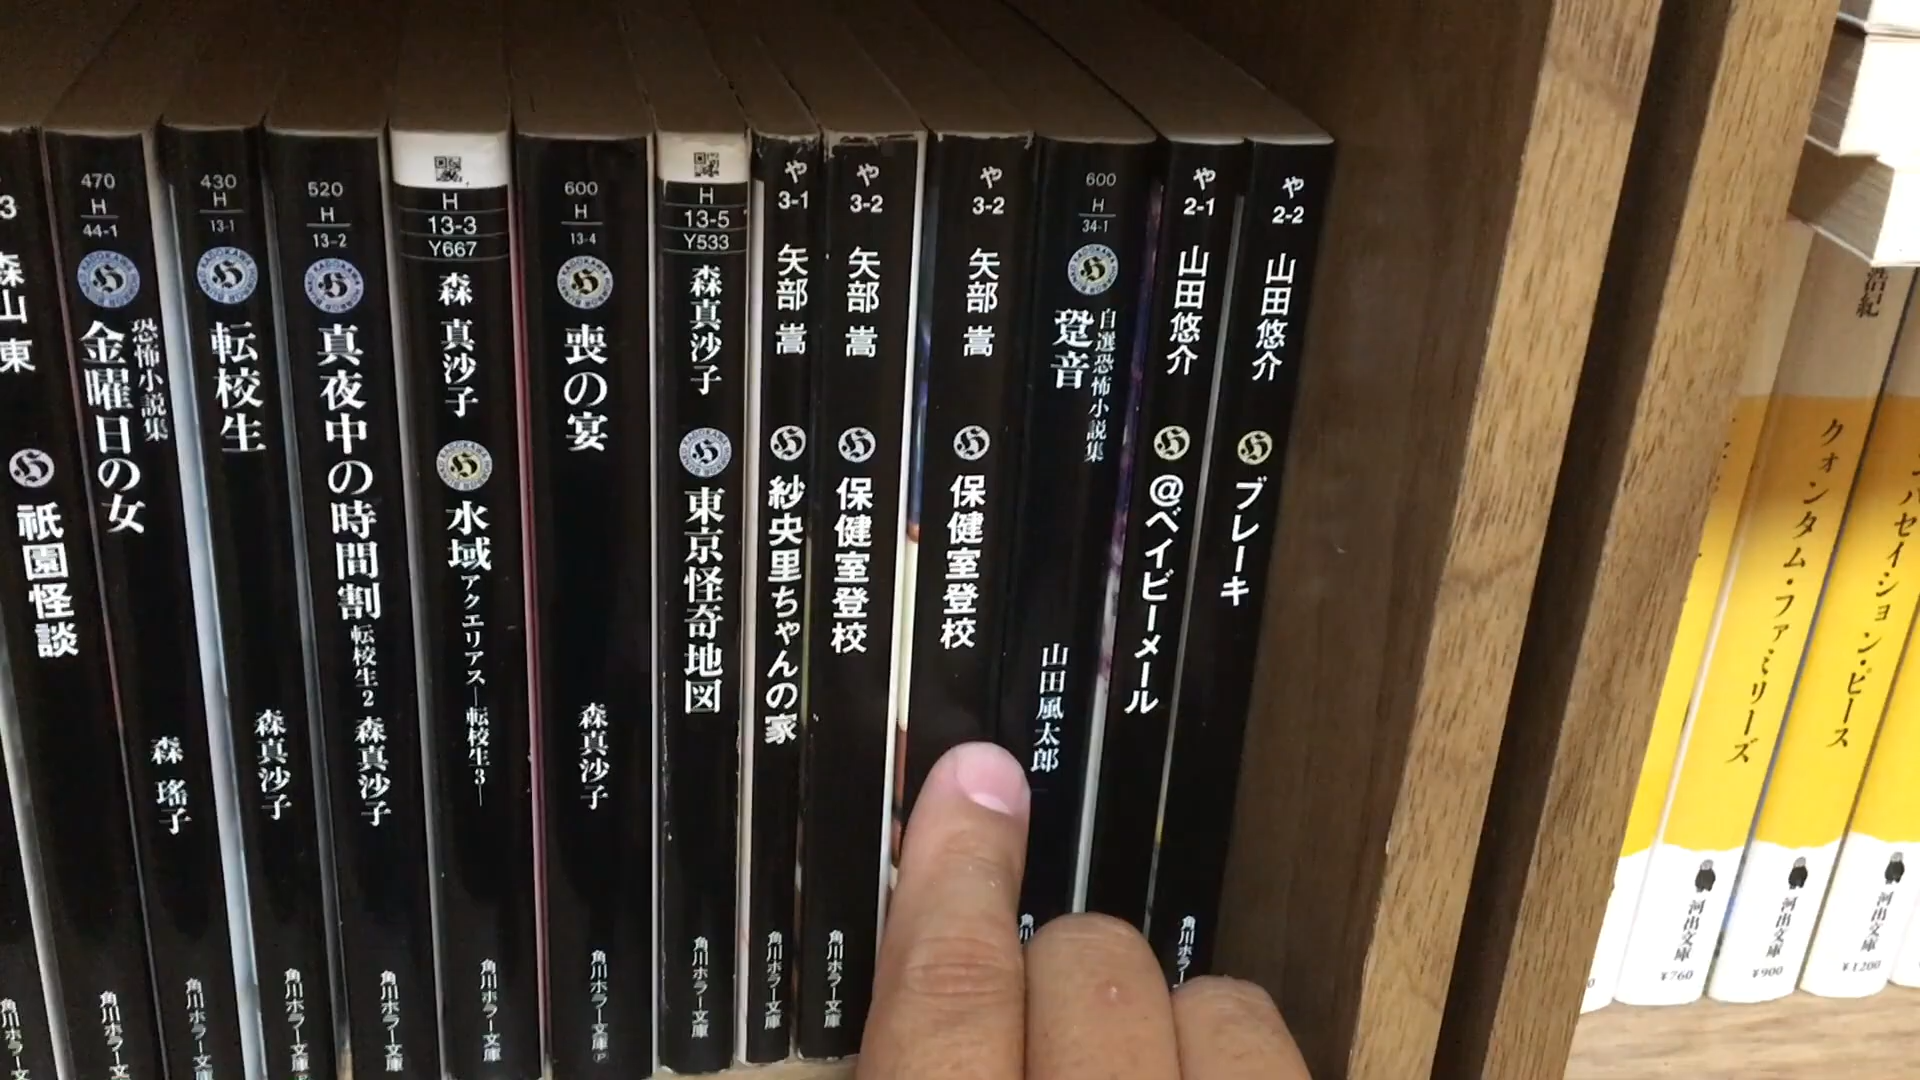 3
森山 東
祇園怪談
470
H
44-1
恐怖小説集
金曜日の女
森 瑤子
角川ホラー文庫
430
H
13-1
転校生
森真沙子
角川ホラー文庫
520
H
13-2
真夜中の時間割
転校生2
森真沙子
角川ホラー文庫
H
13-3
Y667
森 真沙子
水域
アクエリアス―転校生3―
角川ホラー文庫
600
H
13-4
喪の宴
森真沙子
角川ホラー文庫 P
H
13-5
Y533
森真沙子
東京怪奇地図
角川ホラー文庫
や
3-1
矢部 嵩
紗央里ちゃんの家
角川ホラー文庫
や
3-2
矢部 嵩
保健室登校
角川ホラー文庫
や
3-2
矢部 嵩
保健室登校
600
H
34-1
自選恐怖小説集
跫音
山田風太郎
角川
や
2-1
山田悠介
@ベイビーメール
や
2-2
山田悠介
ブレーキ
角川ホラー
河出文庫
¥760
クォンタム・ファミリーズ
河出文庫
¥900
河出文庫
¥1200